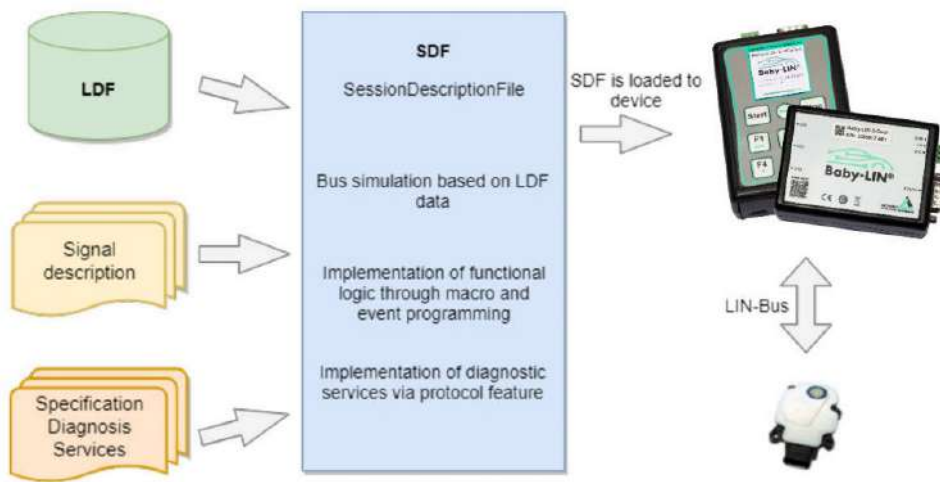 LDF
Signal
description
Specification
Diagnosis
Services
SDF
SessionDescriptionFile
Bus simulation based on LDF
data
Implementation of functional
logic through macro and
event programming
Implementation of diagnostic
services via protocol feature
SDF is loaded to
device
Baby-LIN®
Start
F1
F4
Baby-LIN®
LIN-Bus